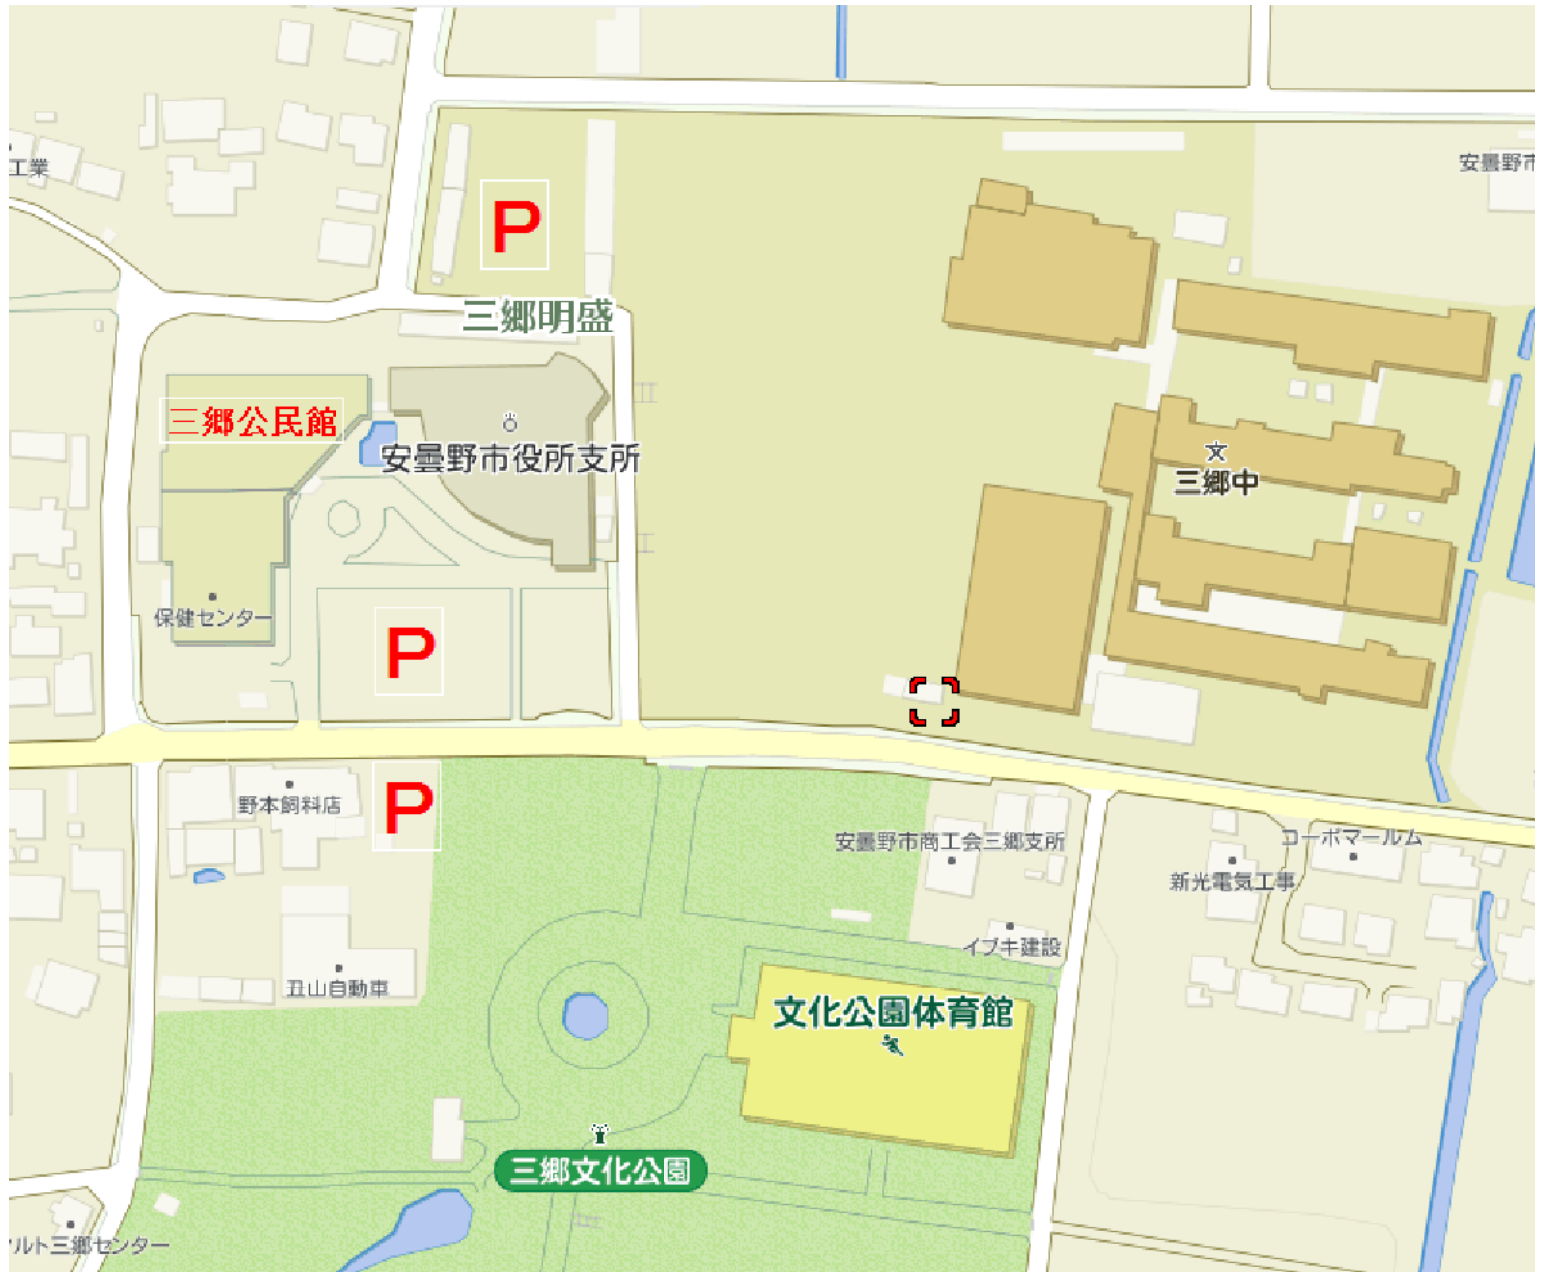 工業
安曇野市
P
三郷明盛
三郷公民館
安曇野市役所支所
文
三郷中
保健センター
P
野本飼料店
P
安曇野市商工会三郷支所
コーポマールム
新光電気工事
イブキ建設
丑山自動車
文化公園体育館
三郷文化公園
ルト三郷センター